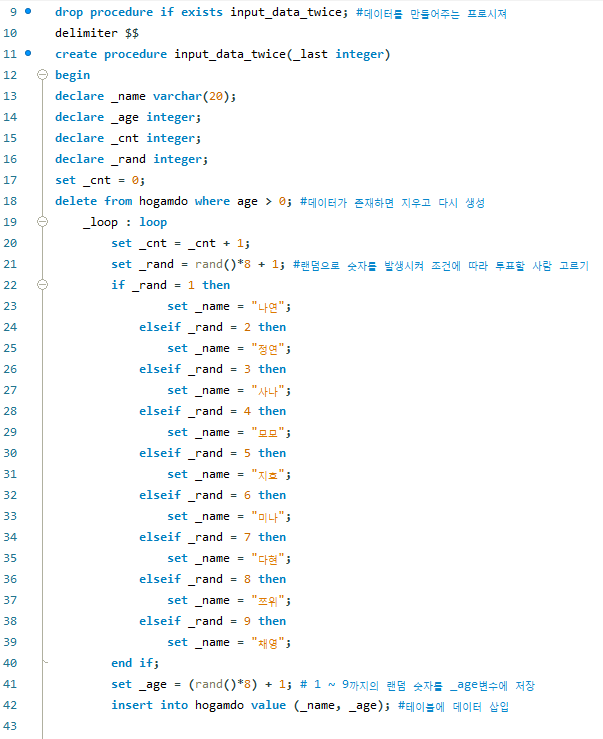 9 drop procedure if exists input_data_twice; #데이터를 만들어주는 프로시져
10 delimiter $$
11 create procedure input_data_twice(_last integer)
12 begin
13 declare _name varchar(20);
14 declare _age integer;
15 declare _cnt integer;
16 declare _rand integer;
17 set _cnt = 0;
18 delete from hogamdo where age > 0; #데이터가 존재하면 지우고 다시 생성
19 _loop : loop
20 set _cnt = _cnt + 1;
21 set _rand = rand()*8 + 1; #랜덤으로 숫자를 발생시켜 조건에 따라 투표할 사람 고르기
22 if _rand = 1 then
23 set _name = "나연";
24 elseif _rand = 2 then
25 set _name = "정연";
26 elseif _rand = 3 then
27 set _name = "사나";
28 elseif _rand = 4 then
29 set _name = "모모";
30 elseif _rand = 5 then
31 set _name = "지효";
32 elseif _rand = 6 then
33 set _name = "미나";
34 elseif _rand = 7 then
35 set _name = "다현";
36 elseif _rand = 8 then
37 set _name = "쯔위";
38 elseif _rand = 9 then
39 set _name = "채영";
40 end if;
41 set _age = (rand()*8) + 1; # 1 ~ 9까지의 랜덤 숫자를 _age변수에 저장
42 insert into hogamdo value (_name, _age); #테이블에 데이터 삽입
43